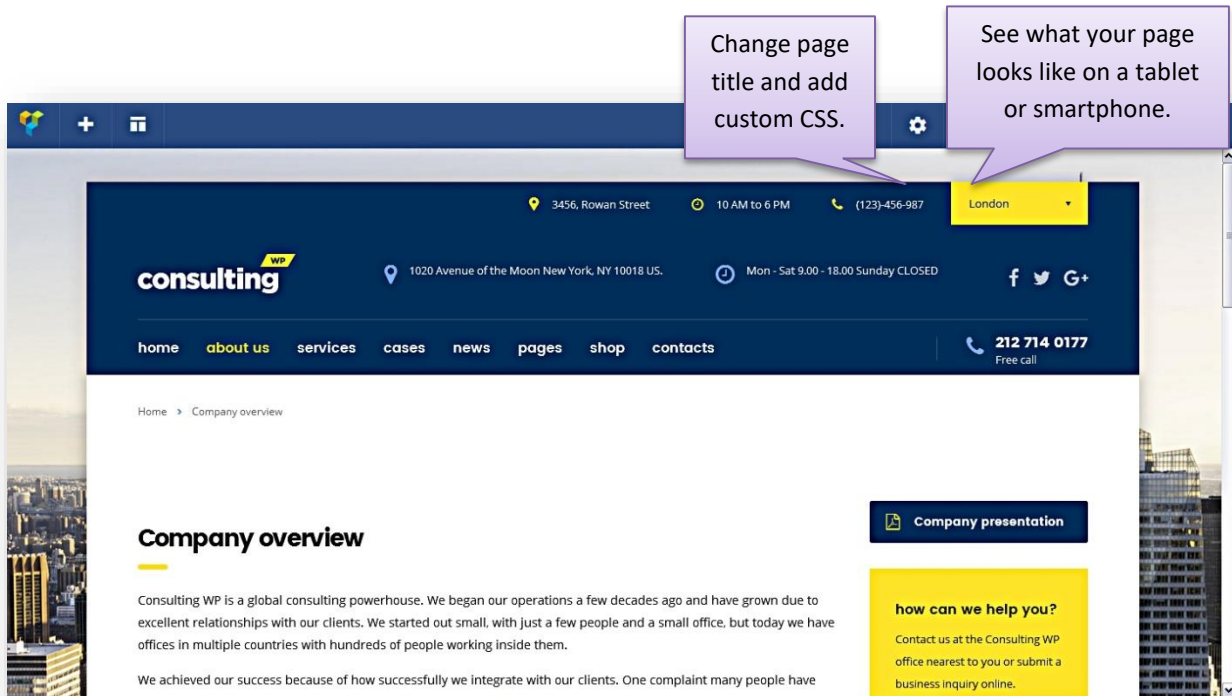 Change page
title and add
custom CSS.
See what your page
looks like on a tablet
or smartphone.
3456, Rowan Street 10 AM to 6 PM (123)-456-987 London
consulting WP
1020 Avenue of the Moon New York, NY 10018 US. Mon - Sat 9.00 - 18.00 Sunday CLOSED f G+
home about us services cases news pages shop contacts 212 714 0177
Free call
Home > Company overview
Company presentation
Company overview
Consulting WP is a global consulting powerhouse. We began our operations a few decades ago and have grown due to
excellent relationships with our clients. We started out small, with just a few people and a small office, but today we have
offices in multiple countries with hundreds of people working inside them.
We achieved our success because of how successfully we integrate with our clients. One complaint many people have
how can we help you?
Contact us at the Consulting WP
office nearest to you or submit a
business inquiry online.